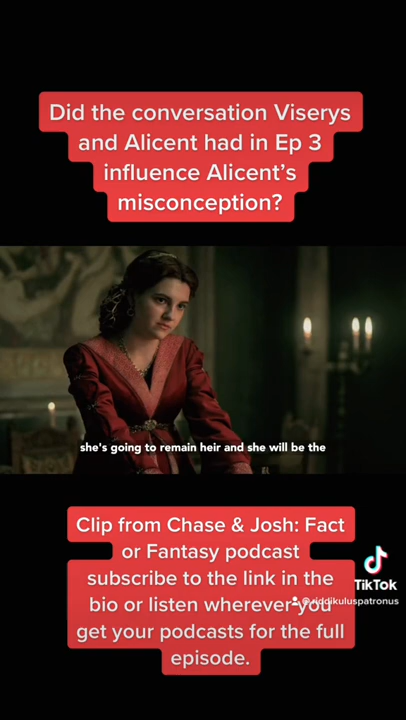 Did the conversation Viserys
and Alicent had in Ep 3
influence Alicent's
misconception?
she's going to remain heir and she will be the
Clip from Chase & Josh: Fact
or Fantasy podcast
subscribe to the link in the
bio or listen wherever you
get your podcasts for the full
episode.
TikTok
@riddikuluspatronus